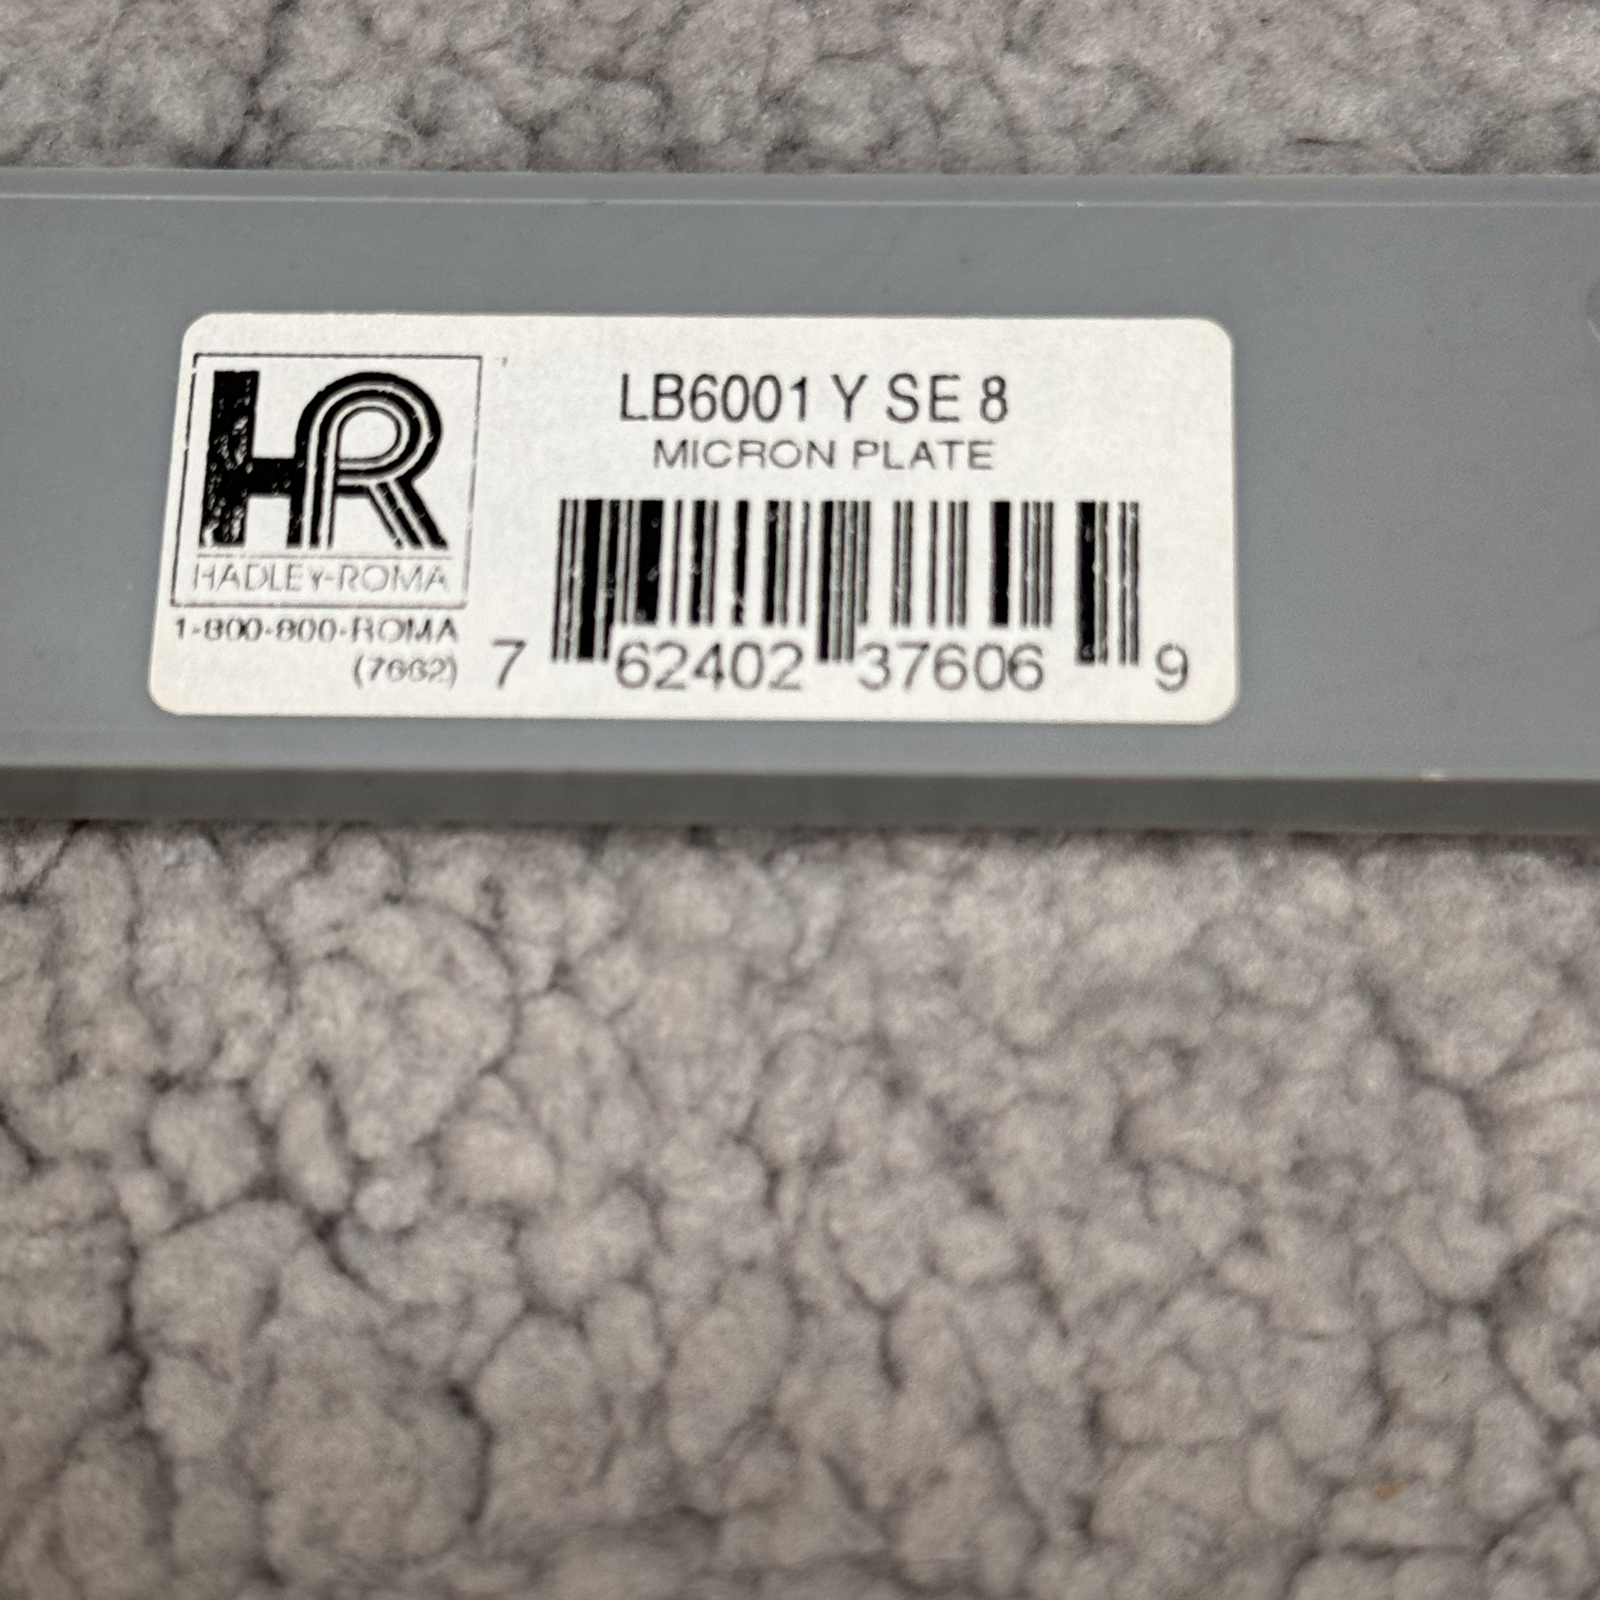 HR
HADLEY-ROMA
1-800-800-ROMA
(7662)
LB6001 Y SE 8
MICRON PLATE
7 62402 37606 9